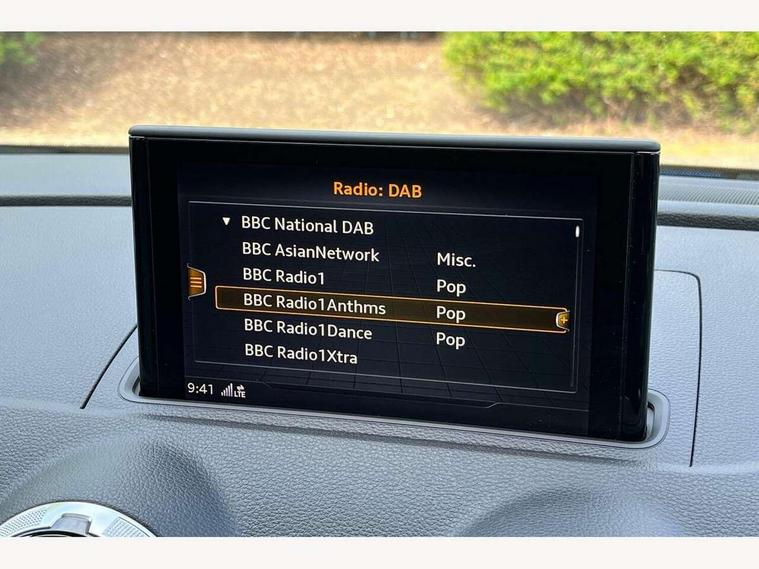 Radio: DAB
▼ BBC National DAB
BBC AsianNetwork Misc.
BBC Radio1 Pop
BBC Radio1Anthms Pop
BBC Radio1Dance Pop
BBC Radio1Xtra
9:41 LTE